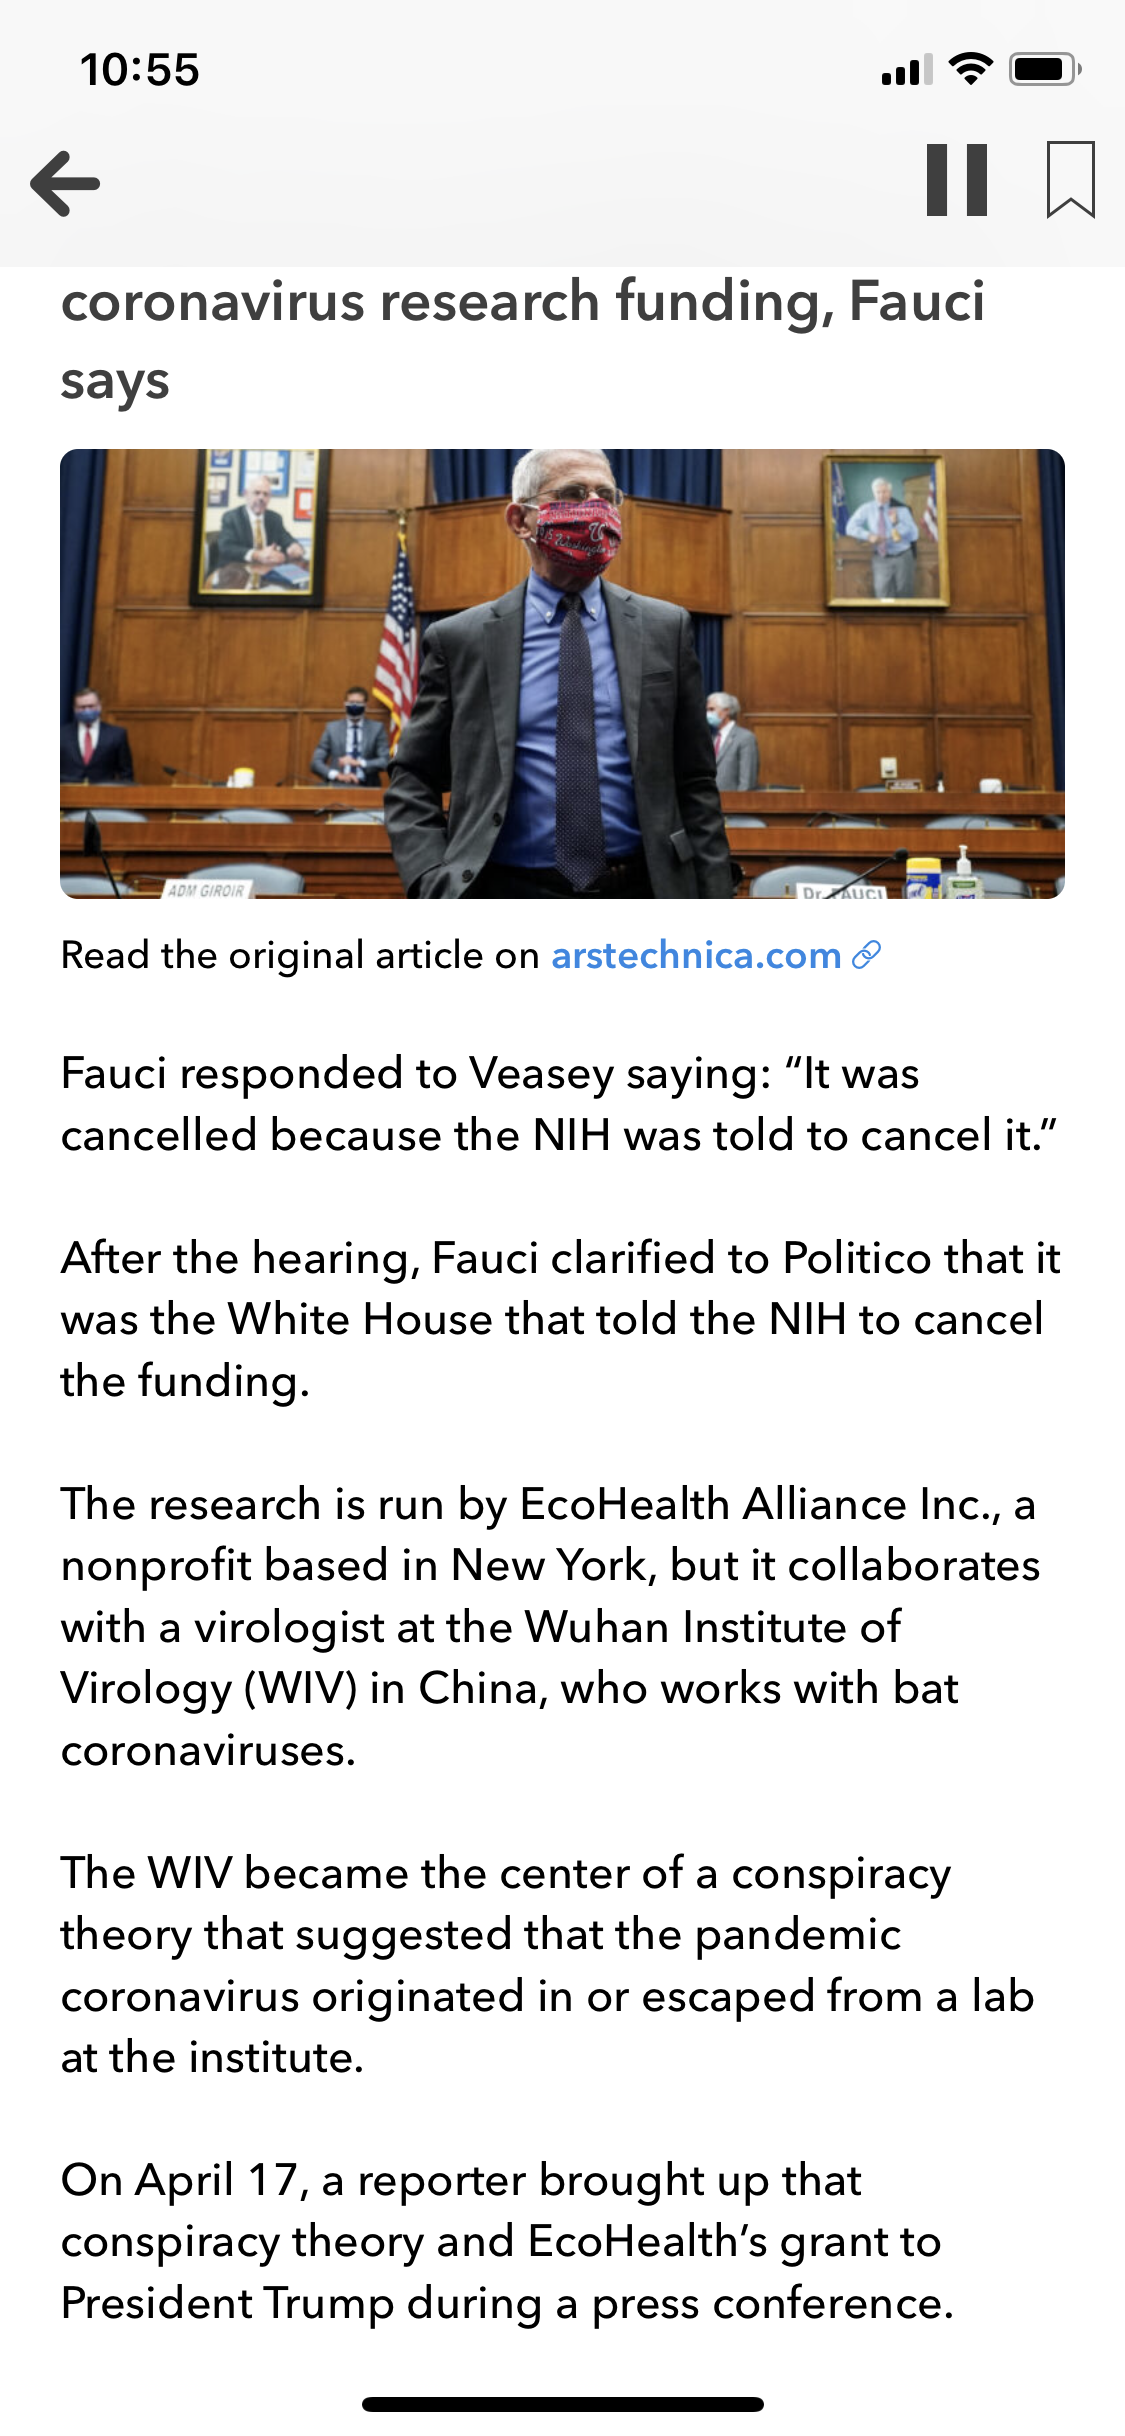 10:55
coronavirus research funding, Fauci
says
ADM GIROIR
Dr. FAUCI
Read the original article on arstechnica.com
Fauci responded to Veasey saying: “It was
cancelled because the NIH was told to cancel it.”
After the hearing, Fauci clarified to Politico that it
was the White House that told the NIH to cancel
the funding.
The research is run by EcoHealth Alliance Inc., a
nonprofit based in New York, but it collaborates
with a virologist at the Wuhan Institute of
Virology (WIV) in China, who works with bat
coronaviruses.
The WIV became the center of a conspiracy
theory that suggested that the pandemic
coronavirus originated in or escaped from a lab
at the institute.
On April 17, a reporter brought up that
conspiracy theory and EcoHealth’s grant to
President Trump during a press conference.